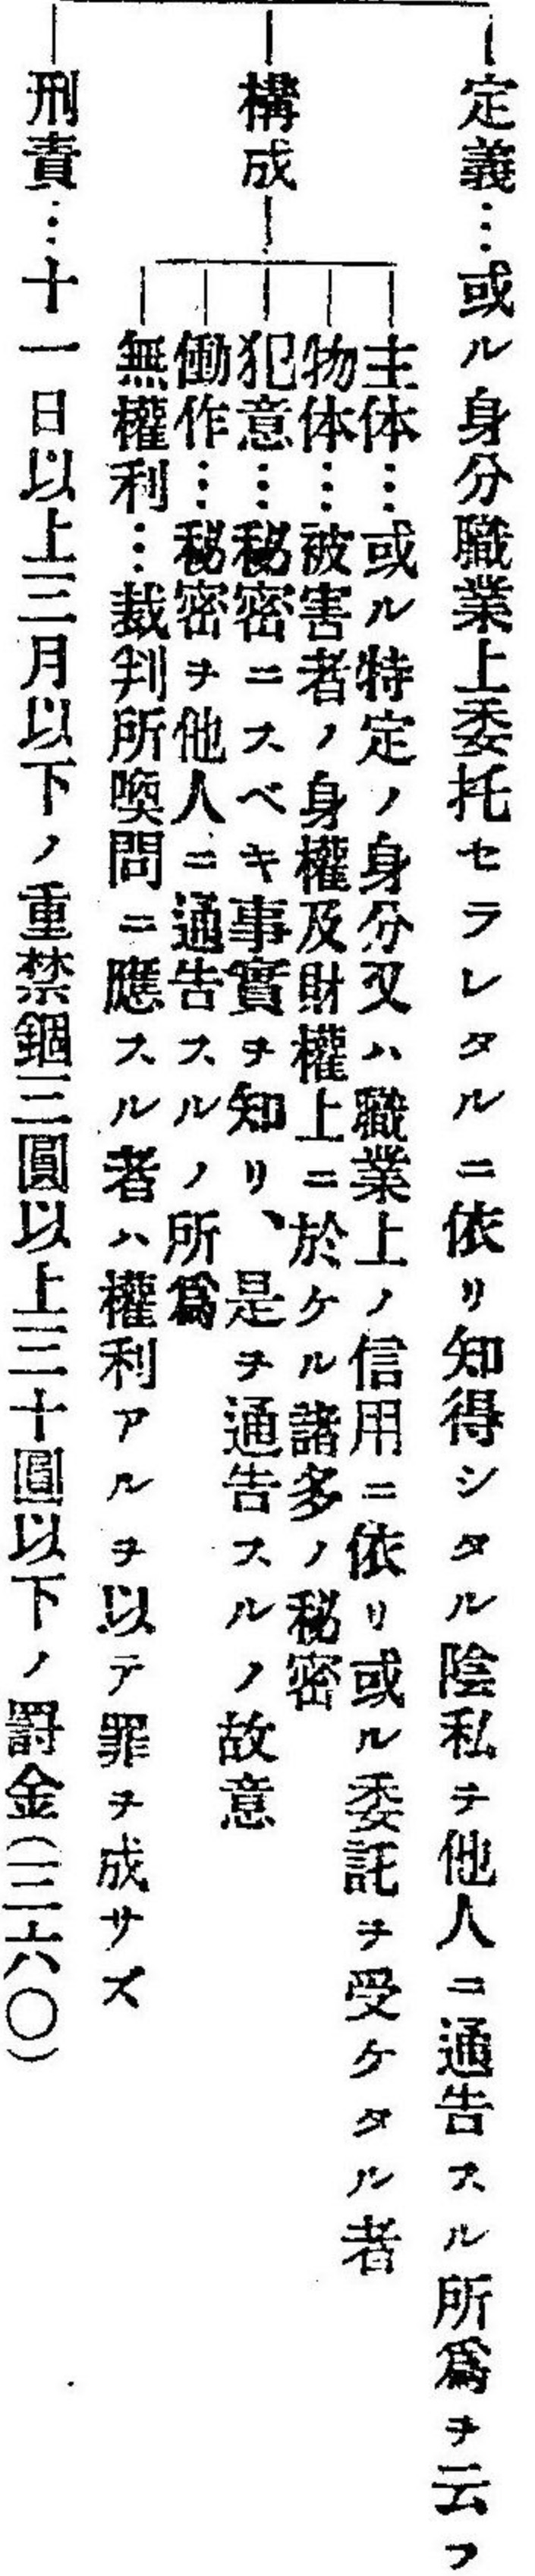 定義…或ル身分職業上委托セラレタルニ依リ知得シタル陰私ヲ他人ニ通告スル所爲ヲ云フ
構成
主体…或ル特定ノ身分又ハ職業上ノ信用ニ依リ或ル委託ヲ受ケタル者
物体…被害者ノ身權及財權上ニ於ケル諸多ノ秘密
犯意…秘密ニスベキ事實ヲ知リ、是ヲ通告スルノ故意
働作…秘密ヲ他人ニ通告スルノ所爲
無權利…裁判所喚問ニ應スル者ハ權利アルヲ以テ罪ヲ成サズ
刑責…十一日以上三月以下ノ重禁錮三圓以上三十圓以下ノ罰金(三六〇)